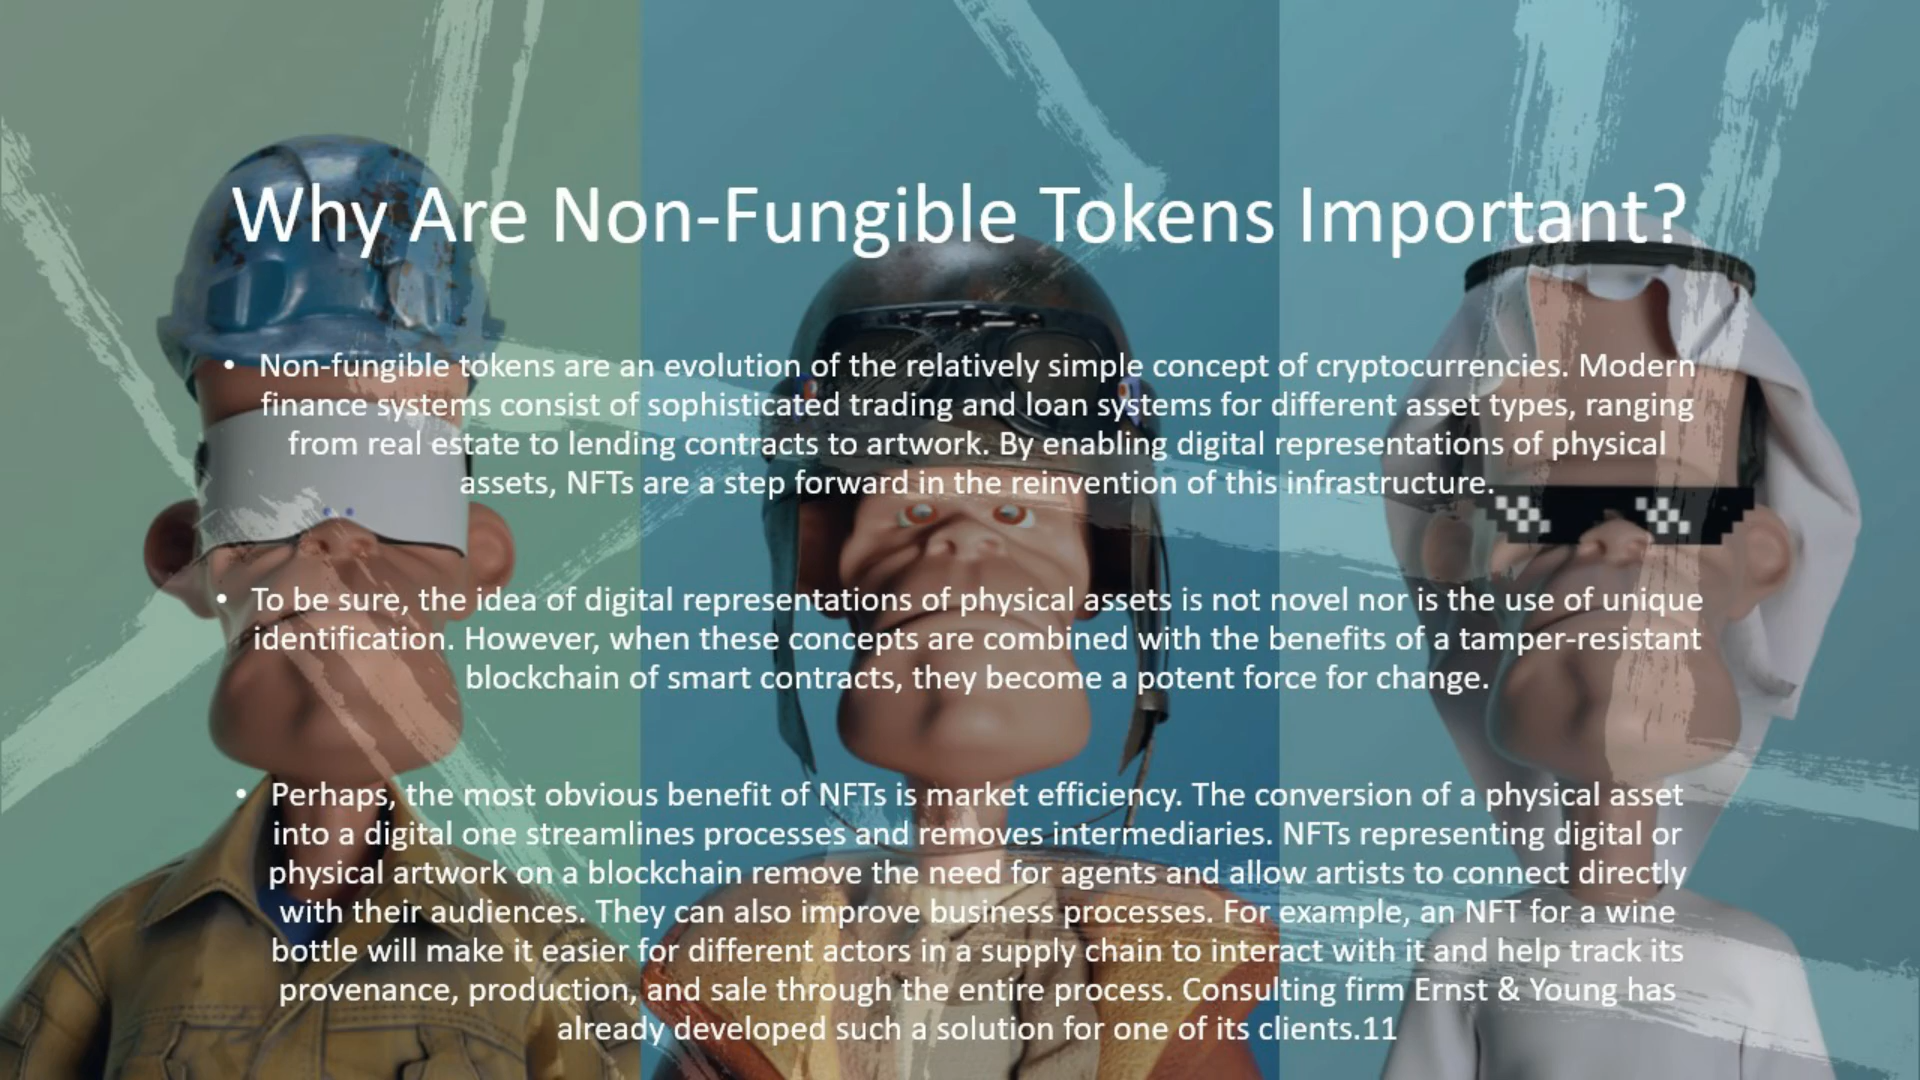 Why Are Non-Fungible Tokens Important?
• Non-fungible tokens are an evolution of the relatively simple concept of cryptocurrencies. Modern
finance systems consist of sophisticated trading and loan systems for different asset types, ranging
from real estate to lending contracts to artwork. By enabling digital representations of physical
assets, NFTs are a step forward in the reinvention of this infrastructure.
• To be sure, the idea of digital representations of physical assets is not novel nor is the use of unique
identification. However, when these concepts are combined with the benefits of a tamper-resistant
blockchain of smart contracts, they become a potent force for change.
• Perhaps, the most obvious benefit of NFTs is market efficiency. The conversion of a physical asset
into a digital one streamlines processes and removes intermediaries. NFTs representing digital or
physical artwork on a blockchain remove the need for agents and allow artists to connect directly
with their audiences. They can also improve business processes. For example, an NFT for a wine
bottle will make it easier for different actors in a supply chain to interact with it and help track its
provenance, production, and sale through the entire process. Consulting firm Ernst & Young has
already developed such a solution for one of its clients.11